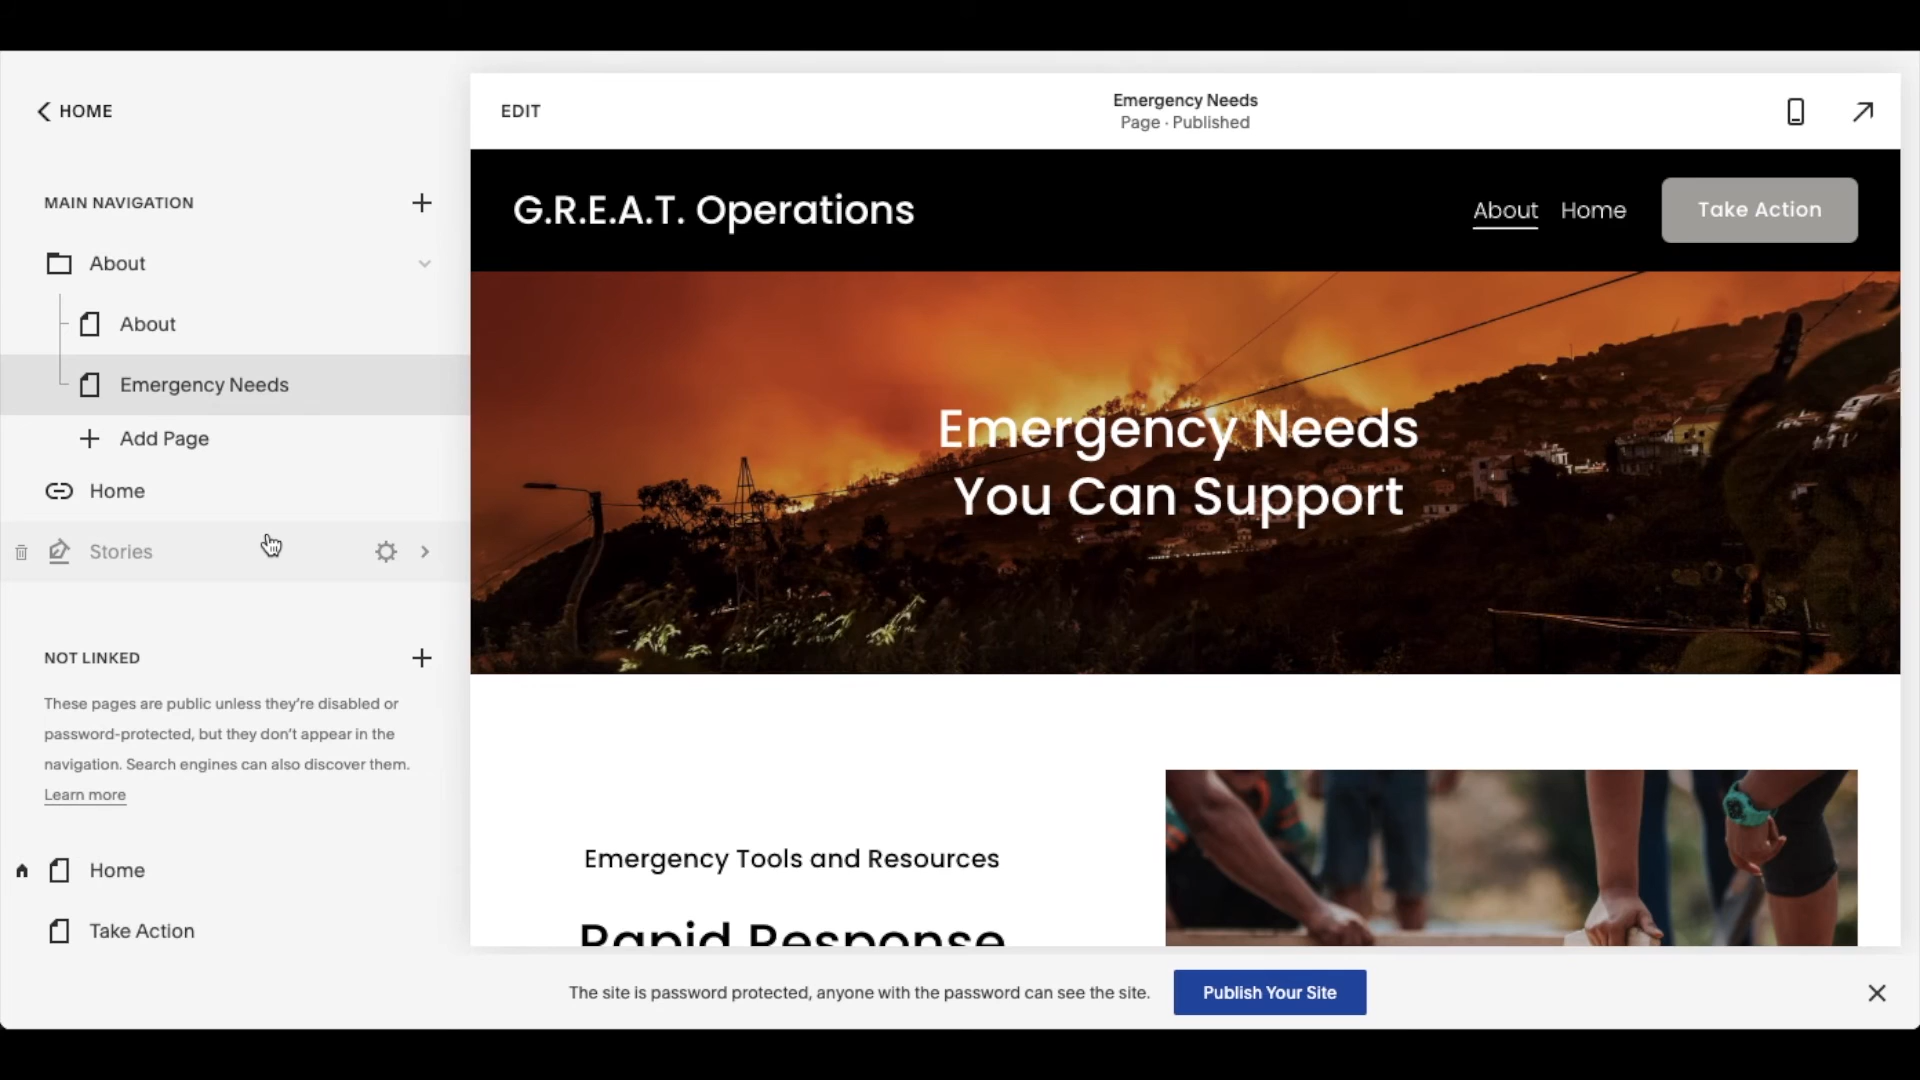 HOME
MAIN NAVIGATION
About
About
Emergency Needs
Add Page
Home
Stories
NOT LINKED
These pages are public unless they're disabled or
password-protected, but they don't appear in the
navigation. Search engines can also discover them.
Learn more
Home
Take Action
EDIT
Emergency Needs
Page · Published
G.R.E.A.T. Operations
About Home Take Action
Emergency Needs
You Can Support
Emergency Tools and Resources
Rapid Response
The site is password protected, anyone with the password can see the site.
Publish Your Site